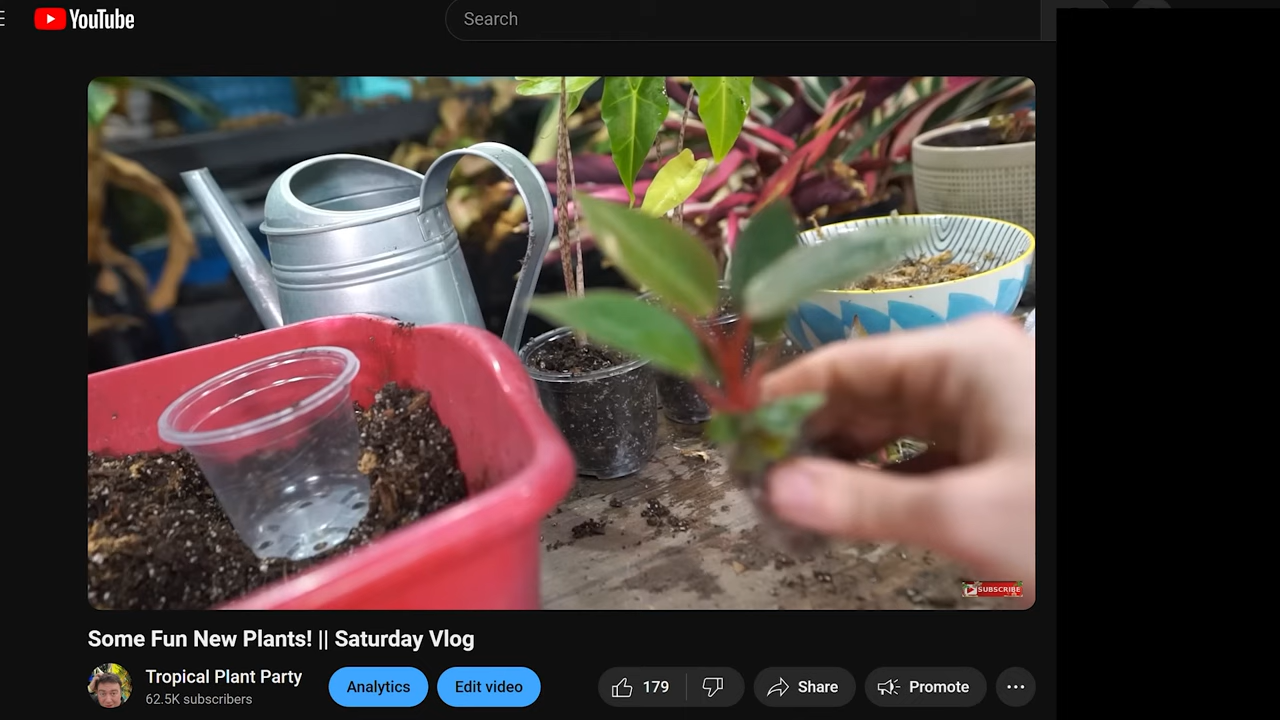 YouTube
Search
SUBSCRIBE
Some Fun New Plants! || Saturday Vlog
Tropical Plant Party
62.5K subscribers
Analytics
Edit video
179
Share
Promote